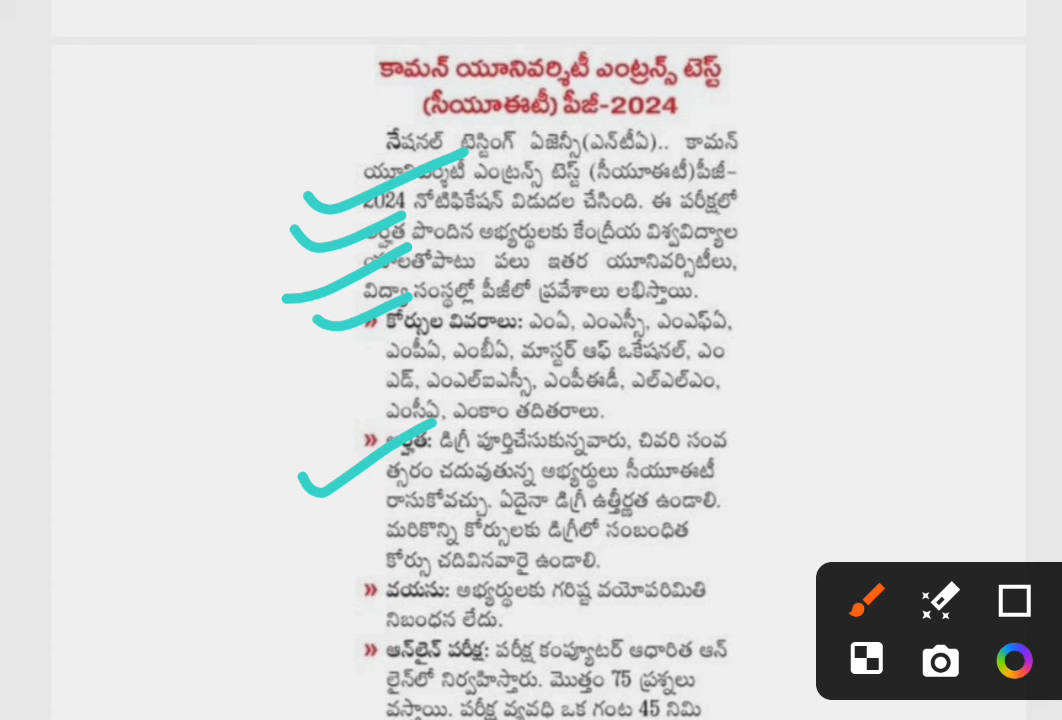 కామన్ యూనివర్శిటీ ఎంట్రన్స్ టెస్ట్
(సీయూఈటీ) పీజీ-2024
నేషనల్ టెస్టింగ్ ఏజెన్సీ(ఎన్‌టీఏ).. కామన్
యూనివర్శిటీ ఎంట్రన్స్ టెస్ట్ (సీయూఈటీ)పీజీ-
2024 నోటిఫికేషన్ విడుదల చేసింది. ఈ పరీక్షలో
అర్హత పొందిన అభ్యర్థులకు కేంద్రీయ విశ్వవిద్యాల
యాలతోపాటు పలు ఇతర యూనివర్సిటీలు,
విద్యా సంస్థల్లో పీజీలో ప్రవేశాలు లభిస్తాయి.
» కోర్సుల వివరాలు: ఎంఏ, ఎంఎస్సీ, ఎంఎఫ్ఏ,
ఎంపీఏ, ఎంబీఏ, మాస్టర్ ఆఫ్ ఒకేషనల్, ఎం
ఎడ్, ఎంఎల్ఐఎస్సీ, ఎంపీఈడీ, ఎల్ఎల్ఎం,
ఎంసీఏ, ఎంకాం తదితరాలు.
» అర్హత: డిగ్రీ పూర్తిచేసుకున్నవారు, చివరి సంవ
త్సరం చదువుతున్న అభ్యర్థులు సీయూఈటీ
రాసుకోవచ్చు. ఏదైనా డిగ్రీ ఉత్తీర్ణత ఉండాలి.
మరికొన్ని కోర్సులకు డిగ్రీలో సంబంధిత
కోర్సు చదివినవారై ఉండాలి.
» వయసు: అభ్యర్థులకు గరిష్ట వయోపరిమితి
నిబంధన లేదు.
» ఆన్‌లైన్ పరీక్ష: పరీక్ష కంప్యూటర్ ఆధారిత ఆన్
లైన్‌లో నిర్వహిస్తారు. మొత్తం 75 ప్రశ్నలు
వస్తాయి. పరీక్ష వ్యవధి ఒక గంట 45 నిమి